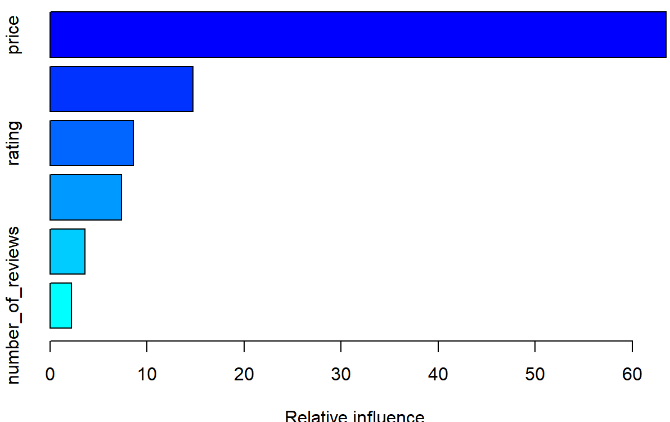 price
rating
number_of_reviews
0 10 20 30 40 50 60
Relative influence